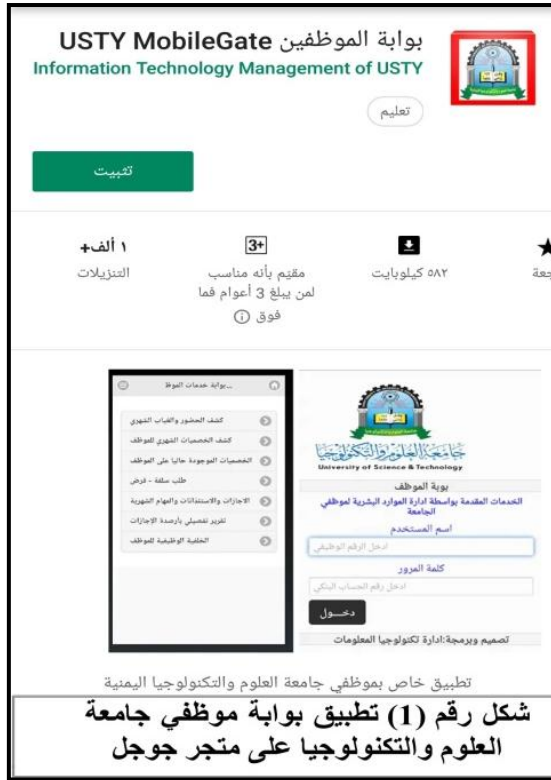 بوابة الموظفين USTY MobileGate
Information Technology Management of USTY
تعليم
تثبيت
جعة
٥٨٢ كيلوبايت
3+
مقيّم بأنه مناسب
لمن يبلغ 3 أعوام فما
فوق
١ ألف+
التنزيلات
جامعة العلوم والتكنولوجيا
University of Science & Technology
بوبة الموظف
الخدمات المقدمة بواسطة ادارة الموارد البشرية لموظفي
الجامعة
اسم المستخدم
ادخل الرقم الوظيفي
كلمة المرور
ادخل رقم الحساب البنكي
دخــول
تصميم وبرمجة:ادارة تكنولوجيا المعلومات
بوابة خدمات الموظ...
كشف الحضور والغياب الشهري
كشف الخصميات الشهري للموظف
الخصميات الموجودة حاليا على الموظف
طلب سلفة - قرض
الاجازات والاستئذانات والمهام الشهرية
تقرير تفصيلي بأرصدة الاجازات
الخلفية الوظيفية للموظف
تطبيق خاص بموظفي جامعة العلوم والتكنولوجيا اليمنية
شكل رقم (1) تطبيق بوابة موظفي جامعة
العلوم والتكنولوجيا على متجر جوجل